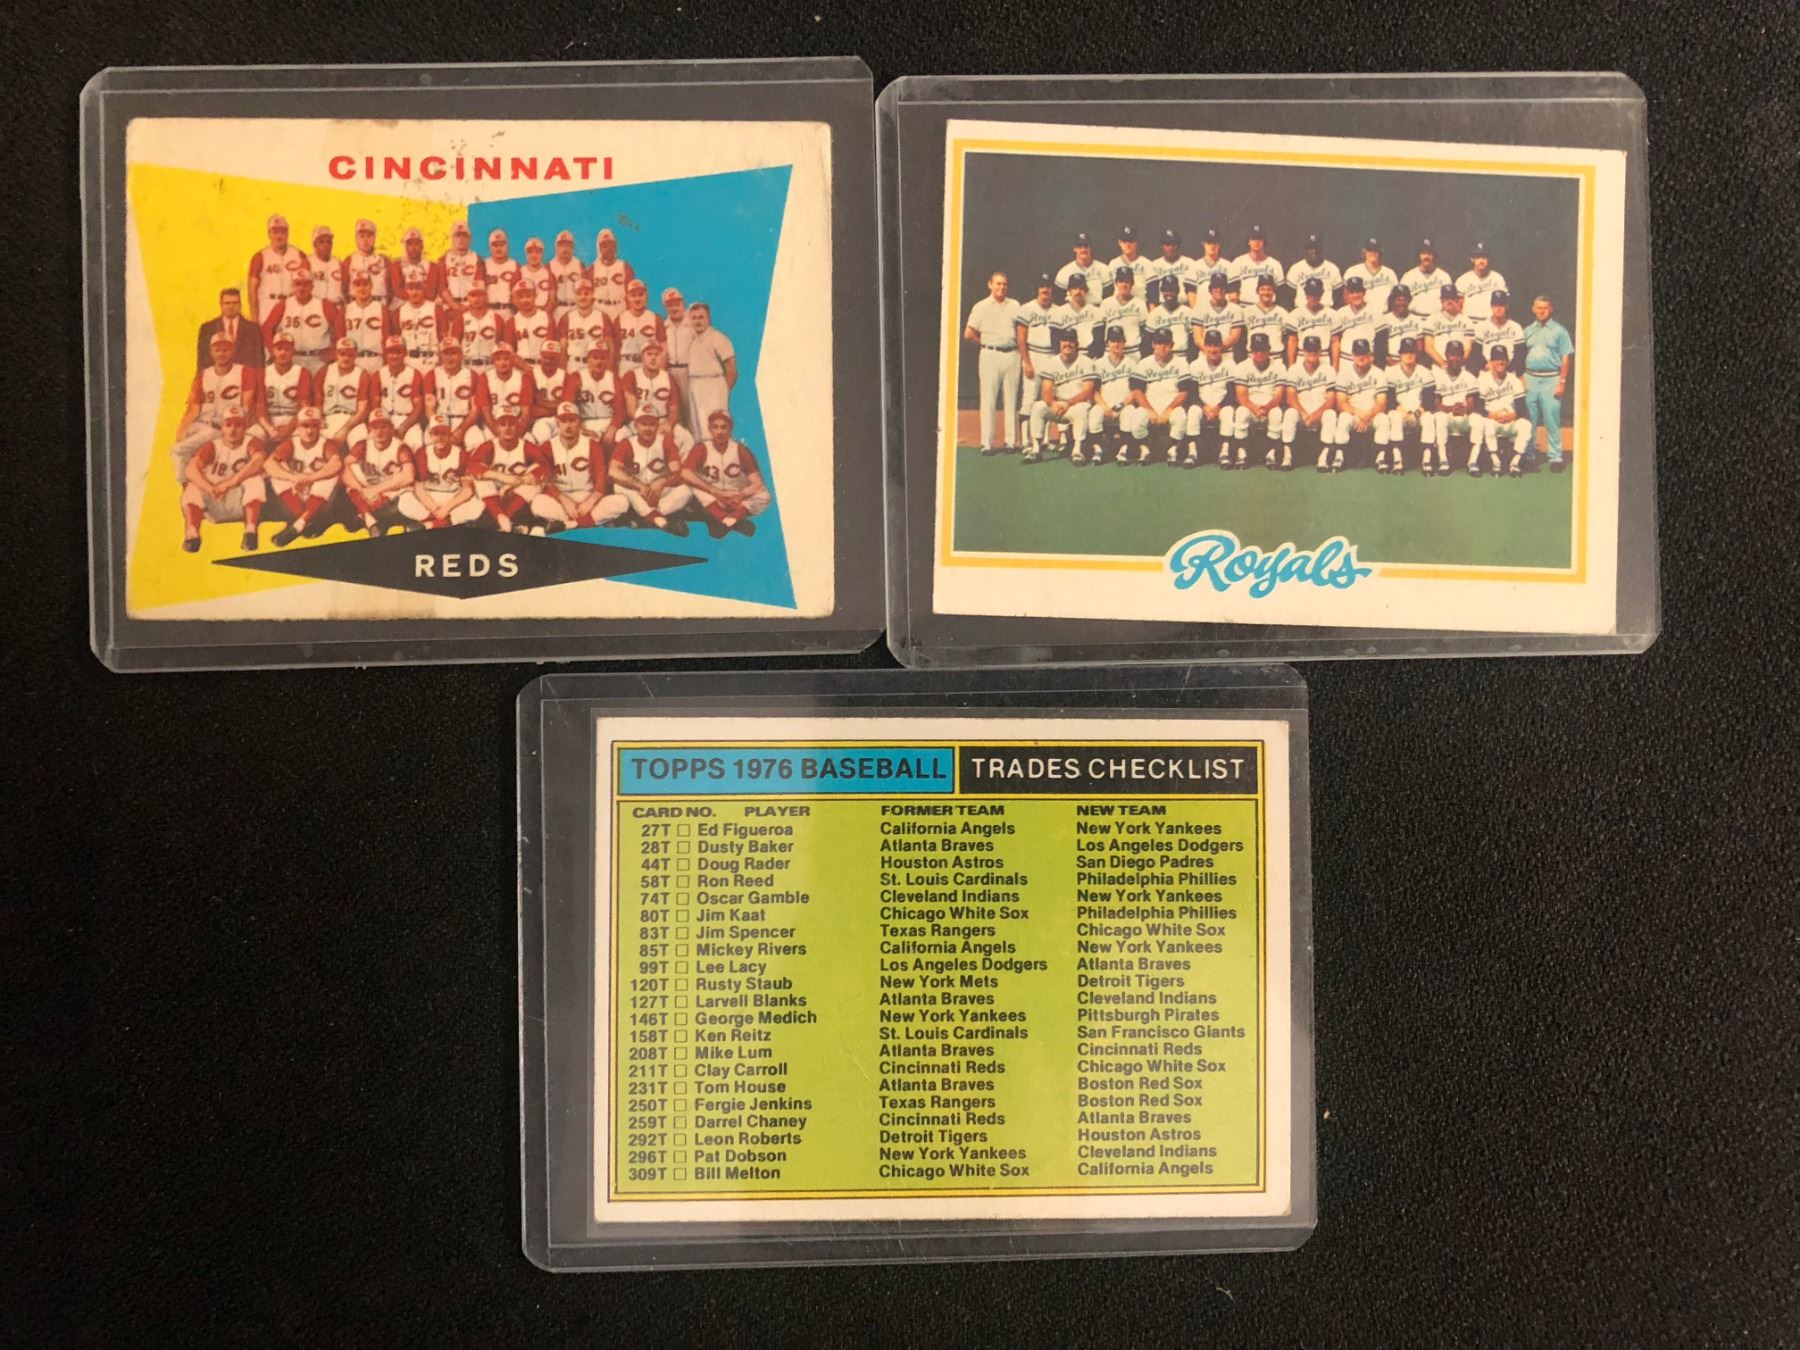 CINCINNATI
REDS
Royals
TOPPS 1976 BASEBALL TRADES CHECKLIST
CARD NO. PLAYER FORMER TEAM NEW TEAM
27T □ Ed Figueroa California Angels New York Yankees
28T □ Dusty Baker Atlanta Braves Los Angeles Dodgers
44T □ Doug Rader Houston Astros San Diego Padres
58T □ Ron Reed St. Louis Cardinals Philadelphia Phillies
74T □ Oscar Gamble Cleveland Indians New York Yankees
80T □ Jim Kaat Chicago White Sox Philadelphia Phillies
83T □ Jim Spencer Texas Rangers Chicago White Sox
85T □ Mickey Rivers California Angels New York Yankees
99T □ Lee Lacy Los Angeles Dodgers Atlanta Braves
120T □ Rusty Staub New York Mets Detroit Tigers
127T □ Larvell Blanks Atlanta Braves Cleveland Indians
146T □ George Medich New York Yankees Pittsburgh Pirates
158T □ Ken Reitz St. Louis Cardinals San Francisco Giants
208T □ Mike Lum Atlanta Braves Cincinnati Reds
211T □ Clay Carroll Cincinnati Reds Chicago White Sox
231T □ Tom House Atlanta Braves Boston Red Sox
250T □ Fergie Jenkins Texas Rangers Boston Red Sox
259T □ Darrel Chaney Cincinnati Reds Atlanta Braves
292T □ Leon Roberts Detroit Tigers Houston Astros
296T □ Pat Dobson New York Yankees Cleveland Indians
309T □ Bill Melton Chicago White Sox California Angels